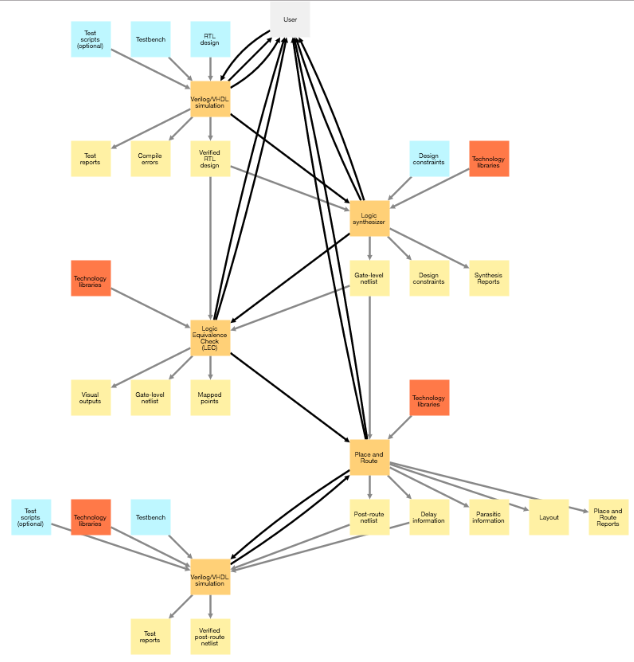 User
Test
scripts
(optional)
Testbench
RTL
design
Verilog/VHDL
simulation
Test
reports
Compile
errors
Verified
RTL
design
Design
constraints
Technology
libraries
Logic
synthesizer
Technology
libraries
Gate-level
netlist
Design
constraints
Synthesis
Reports
Logic
Equivalence
Check
(LEC)
Visual
outputs
Gate-level
netlist
Mapped
points
Technology
libraries
Place and
Route
Test
scripts
(optional)
Technology
libraries
Testbench
Post-route
netlist
Delay
information
Parasitic
information
Layout
Place and
Route
Reports
Verilog/VHDL
simulation
Test
reports
Verified
post-route
netlist